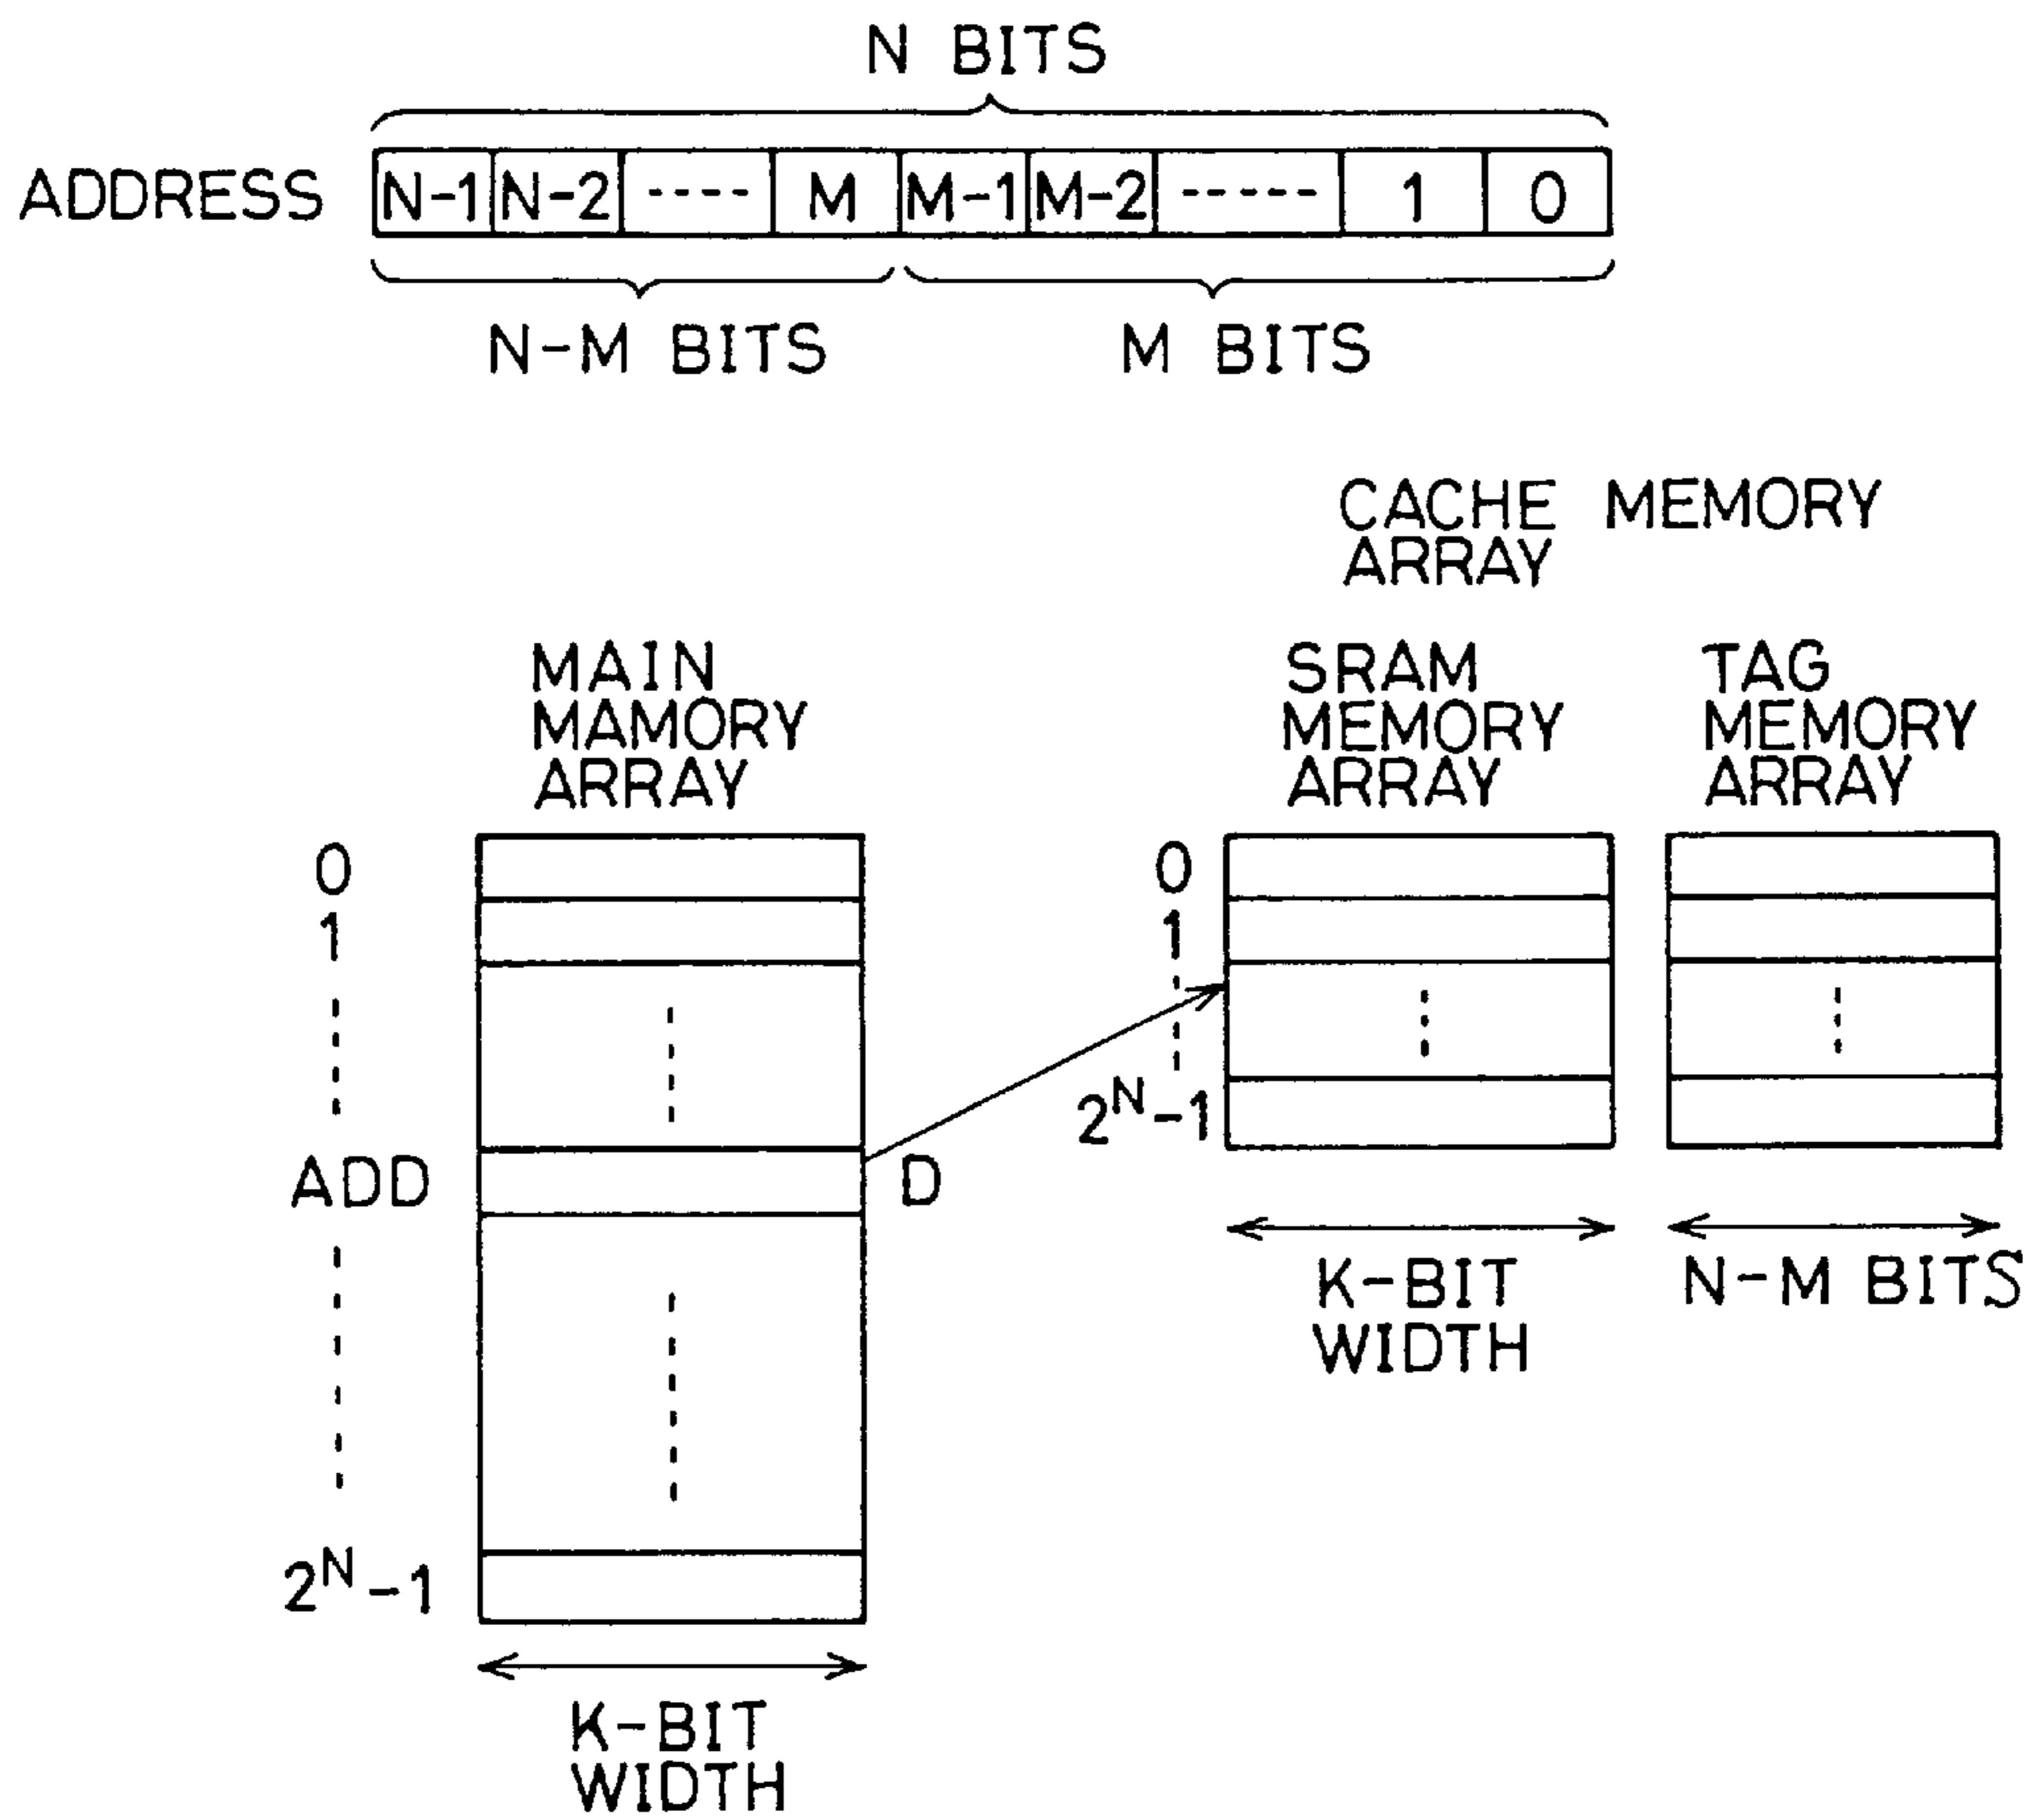 N BITS
ADDRESS N-1 N-2 ---- M M-1 M-2 ----- 1 0
N-M BITS M BITS
CACHE MEMORY
ARRAY
MAIN
MAMORY
ARRAY
SRAM
MEMORY
ARRAY
TAG
MEMORY
ARRAY
0
1
ADD
2^N-1
D
0
1
2^N-1
K-BIT
WIDTH
N-M BITS
K-BIT
WIDTH